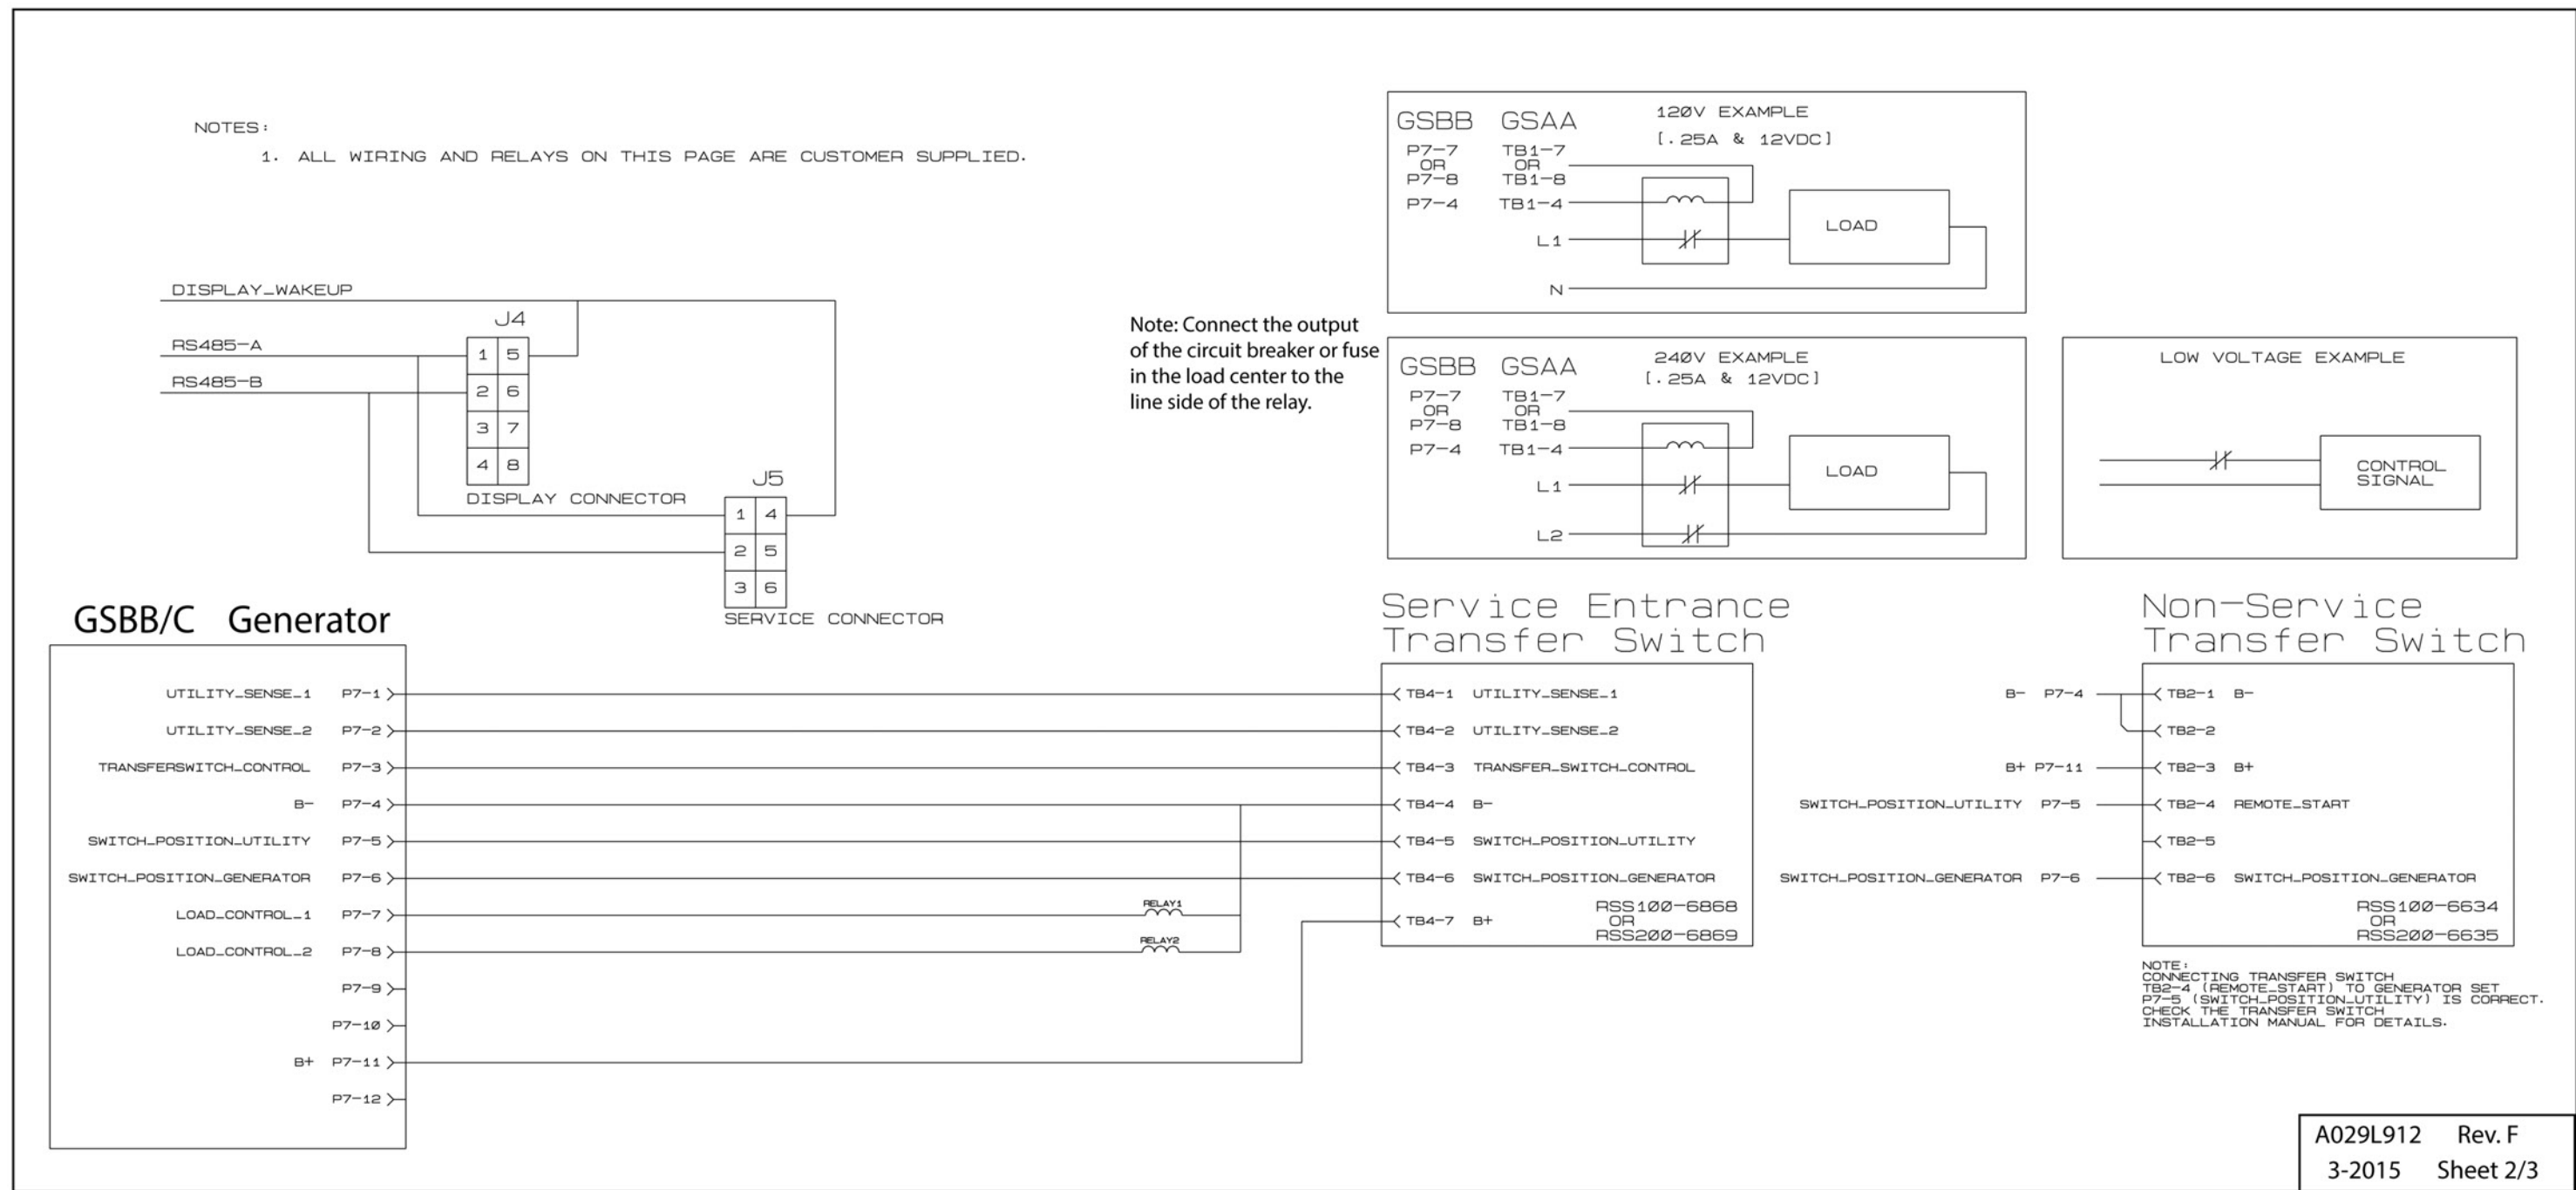 NOTES:
1. ALL WIRING AND RELAYS ON THIS PAGE ARE CUSTOMER SUPPLIED.
DISPLAY_WAKEUP
RS485-A
RS485-B
J4
1 5
2 6
3 7
4 8
DISPLAY CONNECTOR
J5
1 4
2 5
3 6
SERVICE CONNECTOR
Note: Connect the output
of the circuit breaker or fuse
in the load center to the
line side of the relay.
GSBB GSAA
120V EXAMPLE
[.25A & 12VDC]
P7-7 TB1-7
OR OR
P7-8 TB1-8
P7-4 TB1-4
L1
N
LOAD
GSBB GSAA
240V EXAMPLE
[.25A & 12VDC]
P7-7 TB1-7
OR OR
P7-8 TB1-8
P7-4 TB1-4
L1
L2
LOAD
LOW VOLTAGE EXAMPLE
CONTROL
SIGNAL
GSBB/C Generator
UTILITY_SENSE_1 P7-1
UTILITY_SENSE_2 P7-2
TRANSFERSWITCH_CONTROL P7-3
B- P7-4
SWITCH_POSITION_UTILITY P7-5
SWITCH_POSITION_GENERATOR P7-6
LOAD_CONTROL_1 P7-7
LOAD_CONTROL_2 P7-8
P7-9
P7-10
B+ P7-11
P7-12
RELAY1
RELAY2
Service Entrance
Transfer Switch
TB4-1 UTILITY_SENSE_1
TB4-2 UTILITY_SENSE_2
TB4-3 TRANSFER_SWITCH_CONTROL
TB4-4 B-
TB4-5 SWITCH_POSITION_UTILITY
TB4-6 SWITCH_POSITION_GENERATOR
TB4-7 B+
RSS100-6868
OR
RSS200-6869
Non-Service
Transfer Switch
B- P7-4 TB2-1 B-
TB2-2
B+ P7-11 TB2-3 B+
SWITCH_POSITION_UTILITY P7-5 TB2-4 REMOTE_START
TB2-5
SWITCH_POSITION_GENERATOR P7-6 TB2-6 SWITCH_POSITION_GENERATOR
RSS100-6634
OR
RSS200-6635
NOTE:
CONNECTING TRANSFER SWITCH
TB2-4 (REMOTE_START) TO GENERATOR SET
P7-5 (SWITCH_POSITION_UTILITY) IS CORRECT.
CHECK THE TRANSFER SWITCH
INSTALLATION MANUAL FOR DETAILS.
A029L912 Rev. F
3-2015 Sheet 2/3